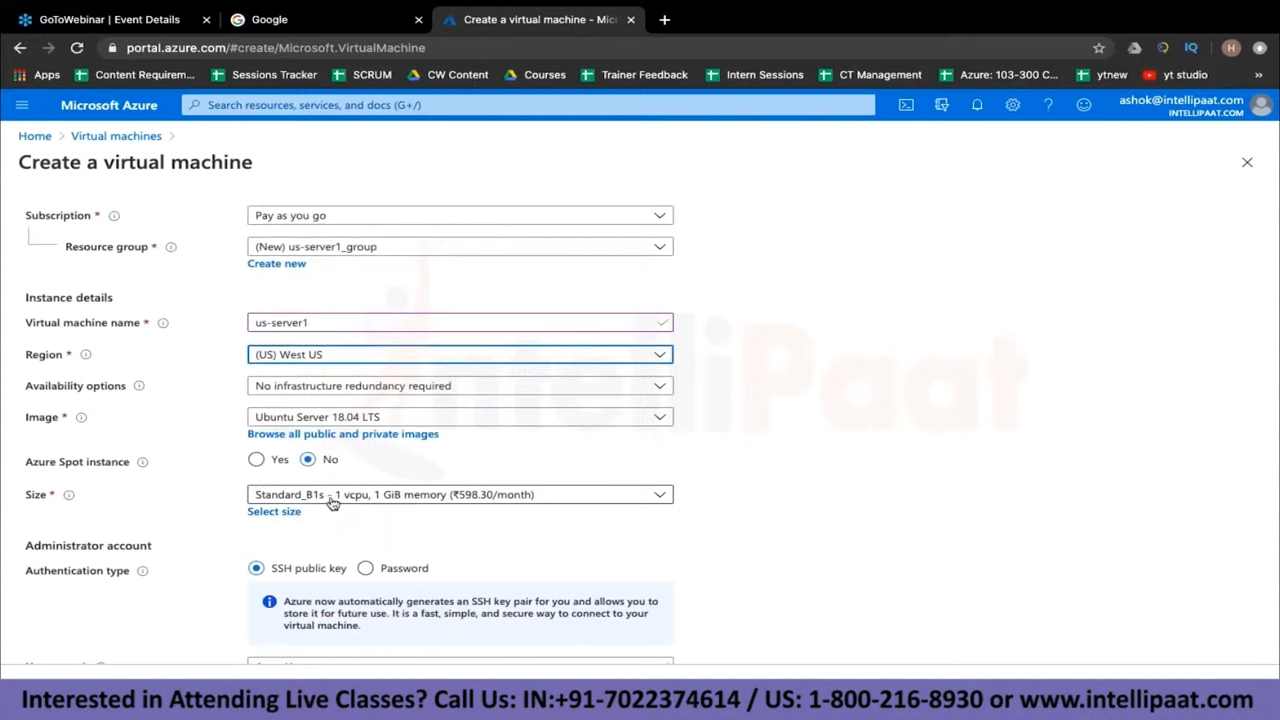 GoToWebinar | Event Details
Google
Create a virtual machine - Micr
portal.azure.com/#create/Microsoft.VirtualMachine
H
Apps
Content Requirem...
Sessions Tracker
SCRUM
CW Content
Courses
Trainer Feedback
Intern Sessions
CT Management
Azure: 103-300 C...
ytnew
yt studio
»
Microsoft Azure
Search resources, services, and docs (G+/)
ashok@intellipaat.com
INTELLIPAAT.COM
Home > Virtual machines >
Create a virtual machine
Subscription *
Pay as you go
Resource group *
(New) us-server1_group
Create new
Instance details
Virtual machine name *
us-server1
Region *
(US) West US
Availability options
No infrastructure redundancy required
Image *
Ubuntu Server 18.04 LTS
Browse all public and private images
Azure Spot instance
Yes
No
Size *
Standard_B1s - 1 vcpu, 1 GiB memory (₹598.30/month)
Select size
Administrator account
Authentication type
SSH public key
Password
Azure now automatically generates an SSH key pair for you and allows you to
store it for future use. It is a fast, simple, and secure way to connect to your
virtual machine.
IntelliPaat
Interested in Attending Live Classes? Call Us: IN:+91-7022374614 / US: 1-800-216-8930 or www.intellipaat.com